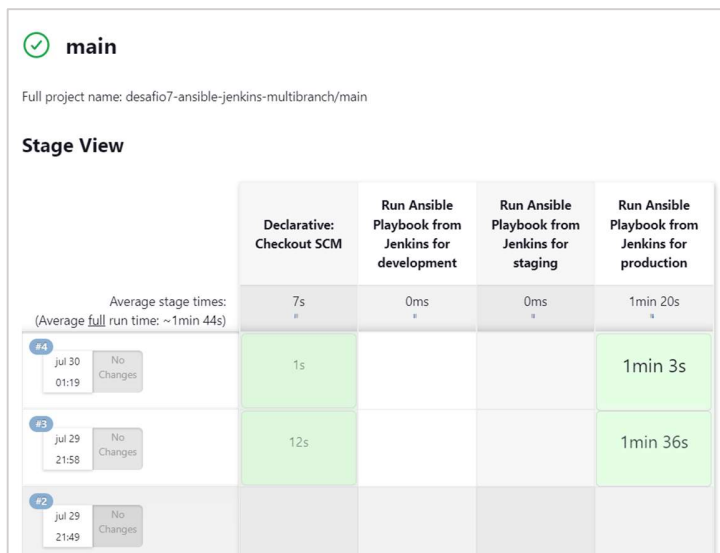 main
Full project name: desafio7-ansible-jenkins-multibranch/main
Stage View
Declarative:
Checkout SCM
Run Ansible
Playbook from
Jenkins for
development
Run Ansible
Playbook from
Jenkins for
staging
Run Ansible
Playbook from
Jenkins for
production
Average stage times:
(Average full run time: ~1min 44s)
7s
0ms
0ms
1min 20s
#4
jul 30
01:19
No
Changes
1s
1min 3s
#3
jul 29
21:58
No
Changes
12s
1min 36s
#2
jul 29
21:49
No
Changes